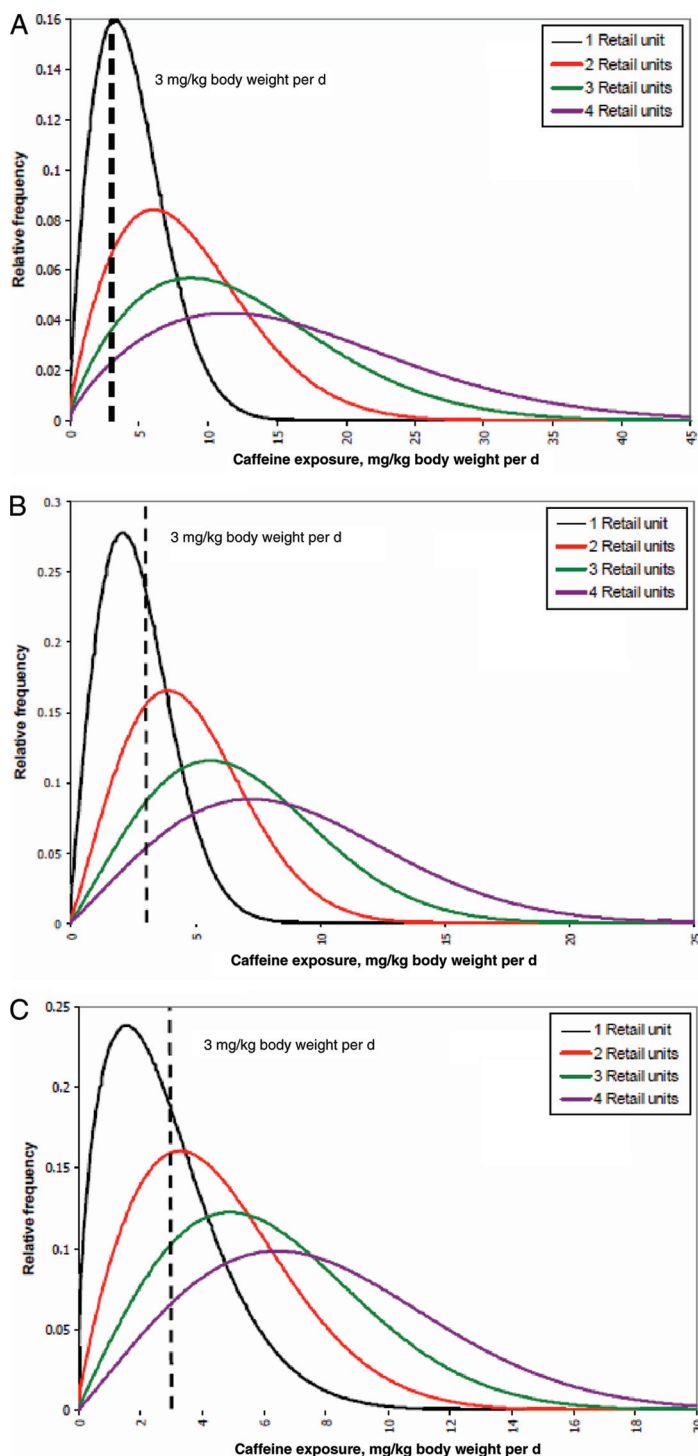 A
0.16
0.14
0.12
0.1
0.08
0.06
0.04
0.02
0
Relative frequency
3 mg/kg body weight per d
1 Retail unit
2 Retail units
3 Retail units
4 Retail units
0 5 10 15 20 25 30 35 40 45
Caffeine exposure, mg/kg body weight per d
B
0.3
0.25
0.2
0.15
0.1
0.05
0
Relative frequency
3 mg/kg body weight per d
1 Retail unit
2 Retail units
3 Retail units
4 Retail units
0 5 10 15 20 25
Caffeine exposure, mg/kg body weight per d
C
0.25
0.2
0.15
0.1
0.05
0
Relative frequency
3 mg/kg body weight per d
1 Retail unit
2 Retail units
3 Retail units
4 Retail units
0 2 4 6 8 10 12 14 16 18 20
Caffeine exposure, mg/kg body weight per d